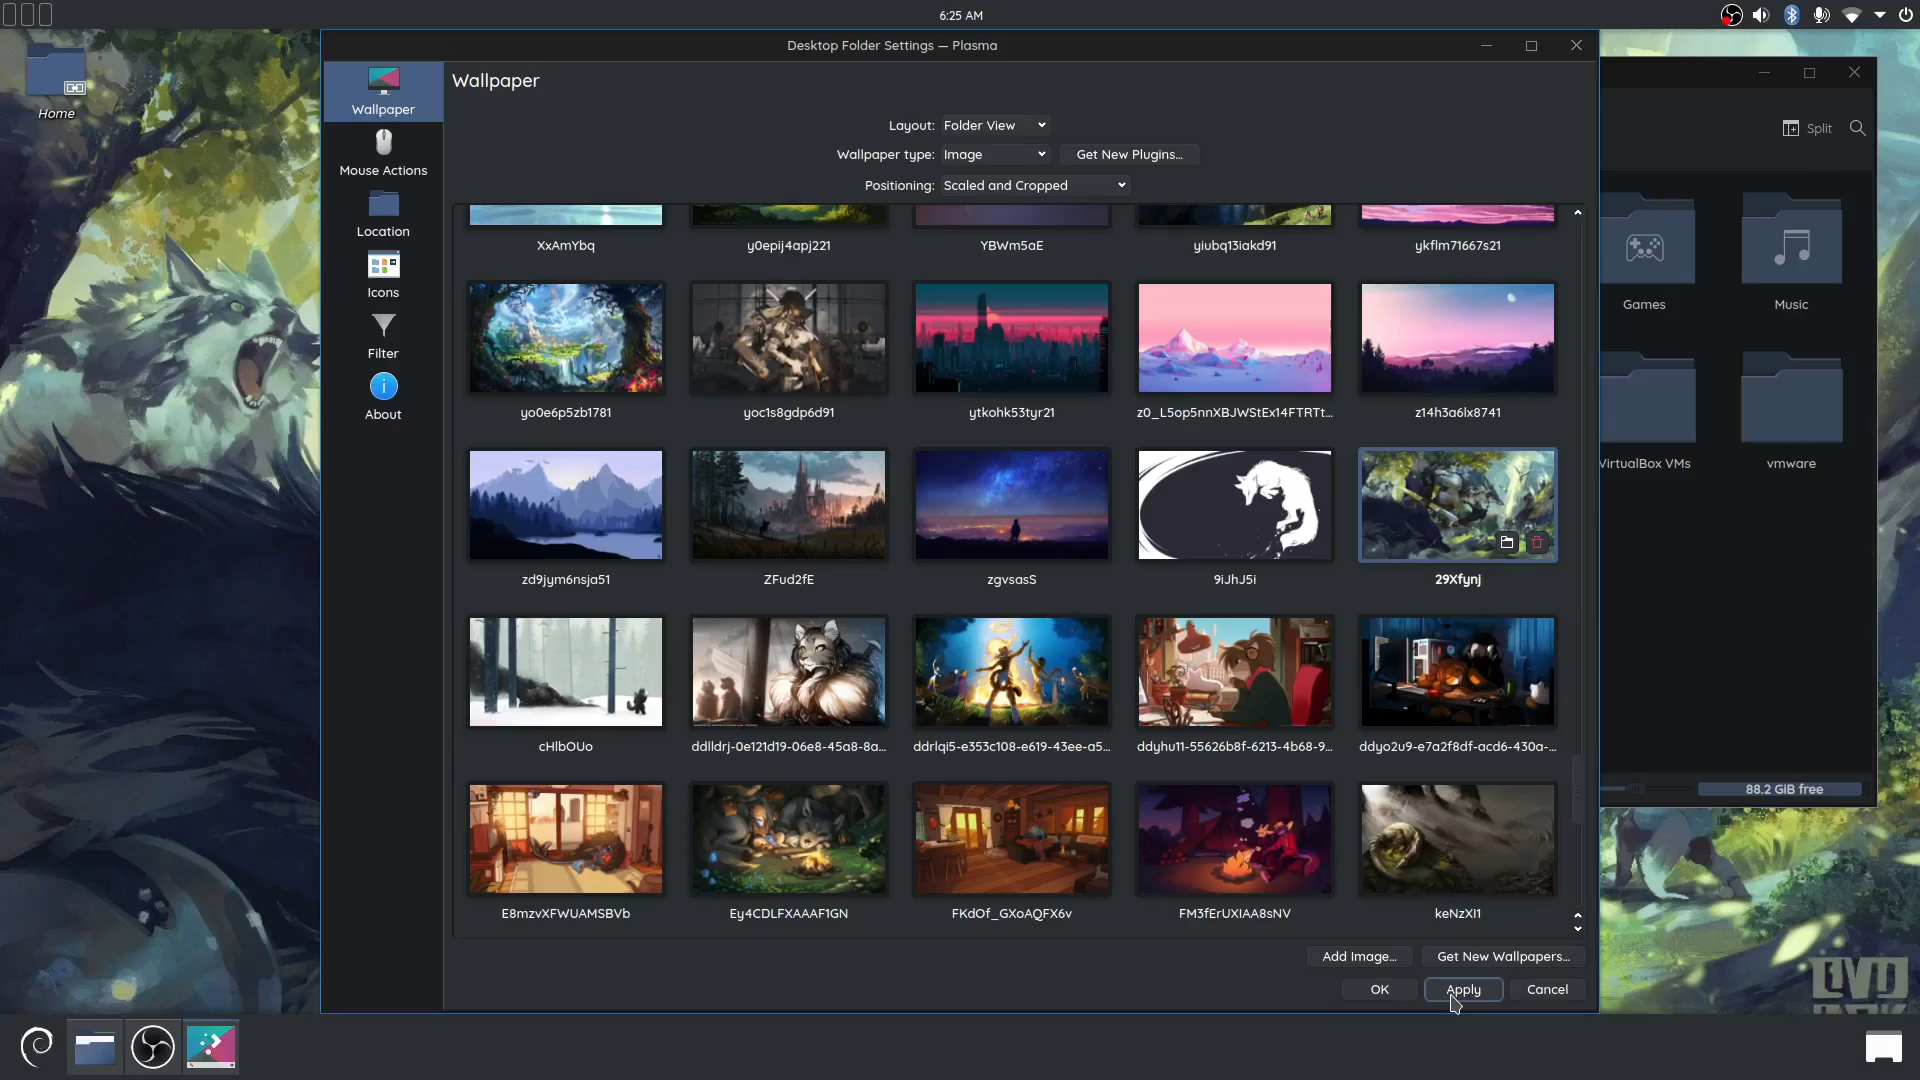 6:25 AM
Home
Desktop Folder Settings — Plasma
Wallpaper
Mouse Actions
Location
Icons
Filter
About
Wallpaper
Layout: Folder View
Wallpaper type: Image Get New Plugins...
Positioning: Scaled and Cropped
XxAmYbq y0epij4apj221 YBWm5aE yiubq13iakd91 ykflm71667s21
yo0e6p5zb1781 yoc1s8gdp6d91 ytkohk53tyr21 z0_L5op5nnXBJWStEx14FTRTt... z14h3a6lx8741
zd9jym6nsja51 ZFud2fE zgvsasS 9iJhJ5i 29Xfynj
cHlbOUo ddlldrj-0e121d19-06e8-45a8-8a... ddrlqi5-e353c108-e619-43ee-a5... ddyhu11-55626b8f-6213-4b68-9... ddyo2u9-e7a2f8df-acd6-430a-...
E8mzvXFWUAMSBVb Ey4CDLFXAAAF1GN FKdOf_GXoAQFX6v FM3fErUXIAA8sNV keNzXI1
Add Image... Get New Wallpapers...
OK Apply Cancel
Split
Games Music
VirtualBox VMs vmware
88.2 GiB free